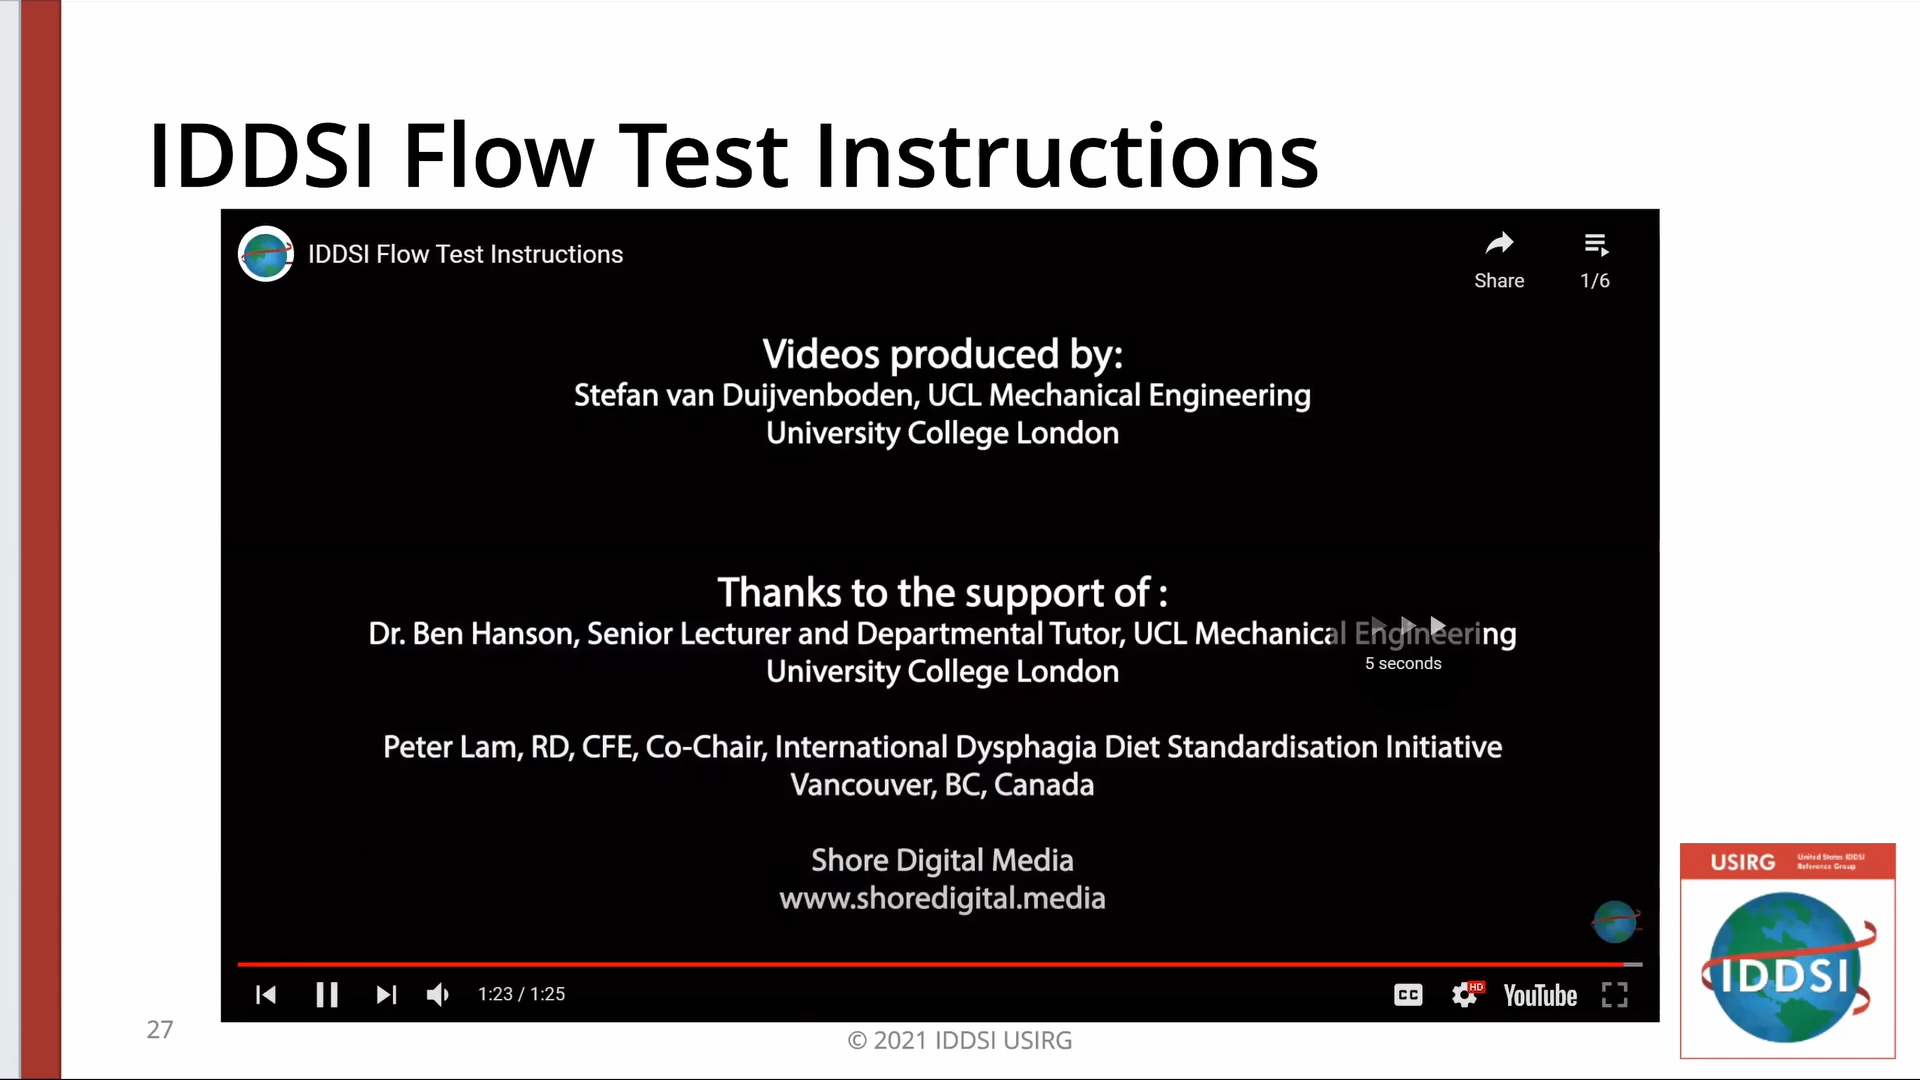 IDDSI Flow Test Instructions
IDDSI Flow Test Instructions
Share
1/6
Videos produced by:
Stefan van Duijvenboden, UCL Mechanical Engineering
University College London
Thanks to the support of :
Dr. Ben Hanson, Senior Lecturer and Departmental Tutor, UCL Mechanical Engineering
University College London
5 seconds
Peter Lam, RD, CFE, Co-Chair, International Dysphagia Diet Standardisation Initiative
Vancouver, BC, Canada
Shore Digital Media
www.shoredigital.media
1:23 / 1:25
CC
HD
YouTube
USIRG
United States IDDSI
Reference Group
IDDSI
27
© 2021 IDDSI USIRG